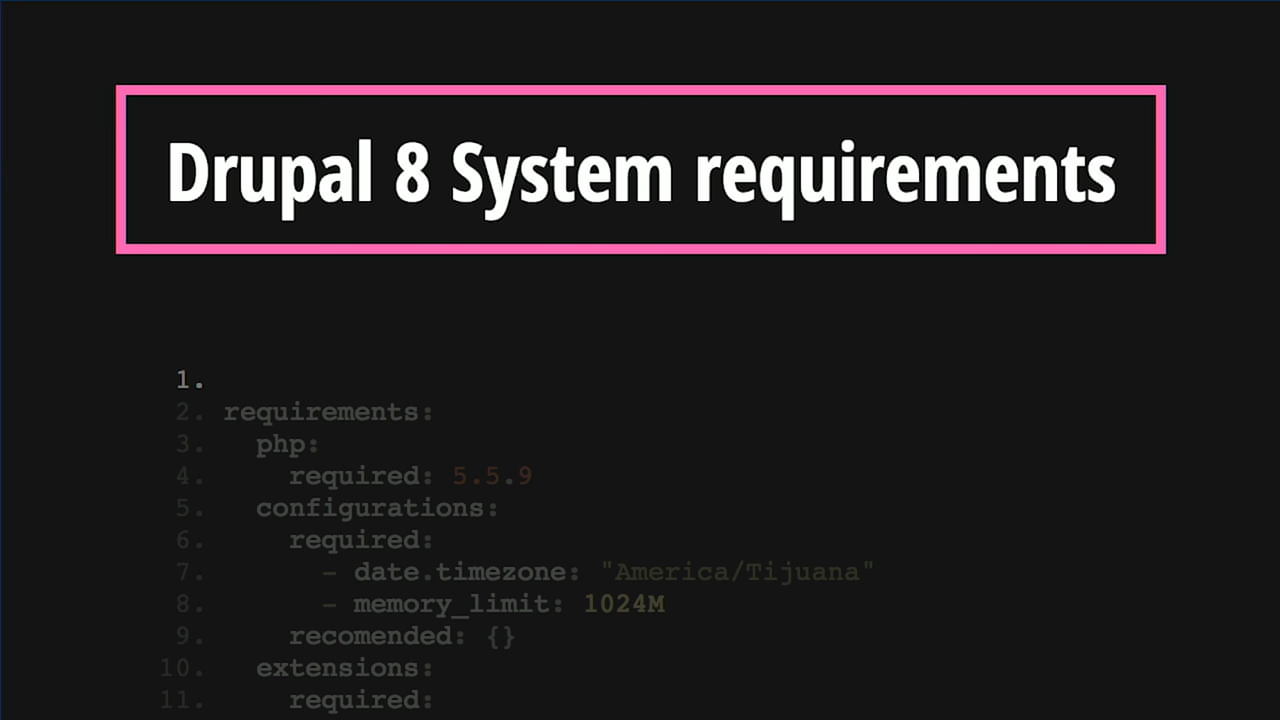 Drupal 8 System requirements
1.
2. requirements:
3. php:
4. required: 5.5.9
5. configurations:
6. required:
7. - date.timezone: "America/Tijuana"
8. - memory_limit: 1024M
9. recomended: {}
10. extensions:
11. required: